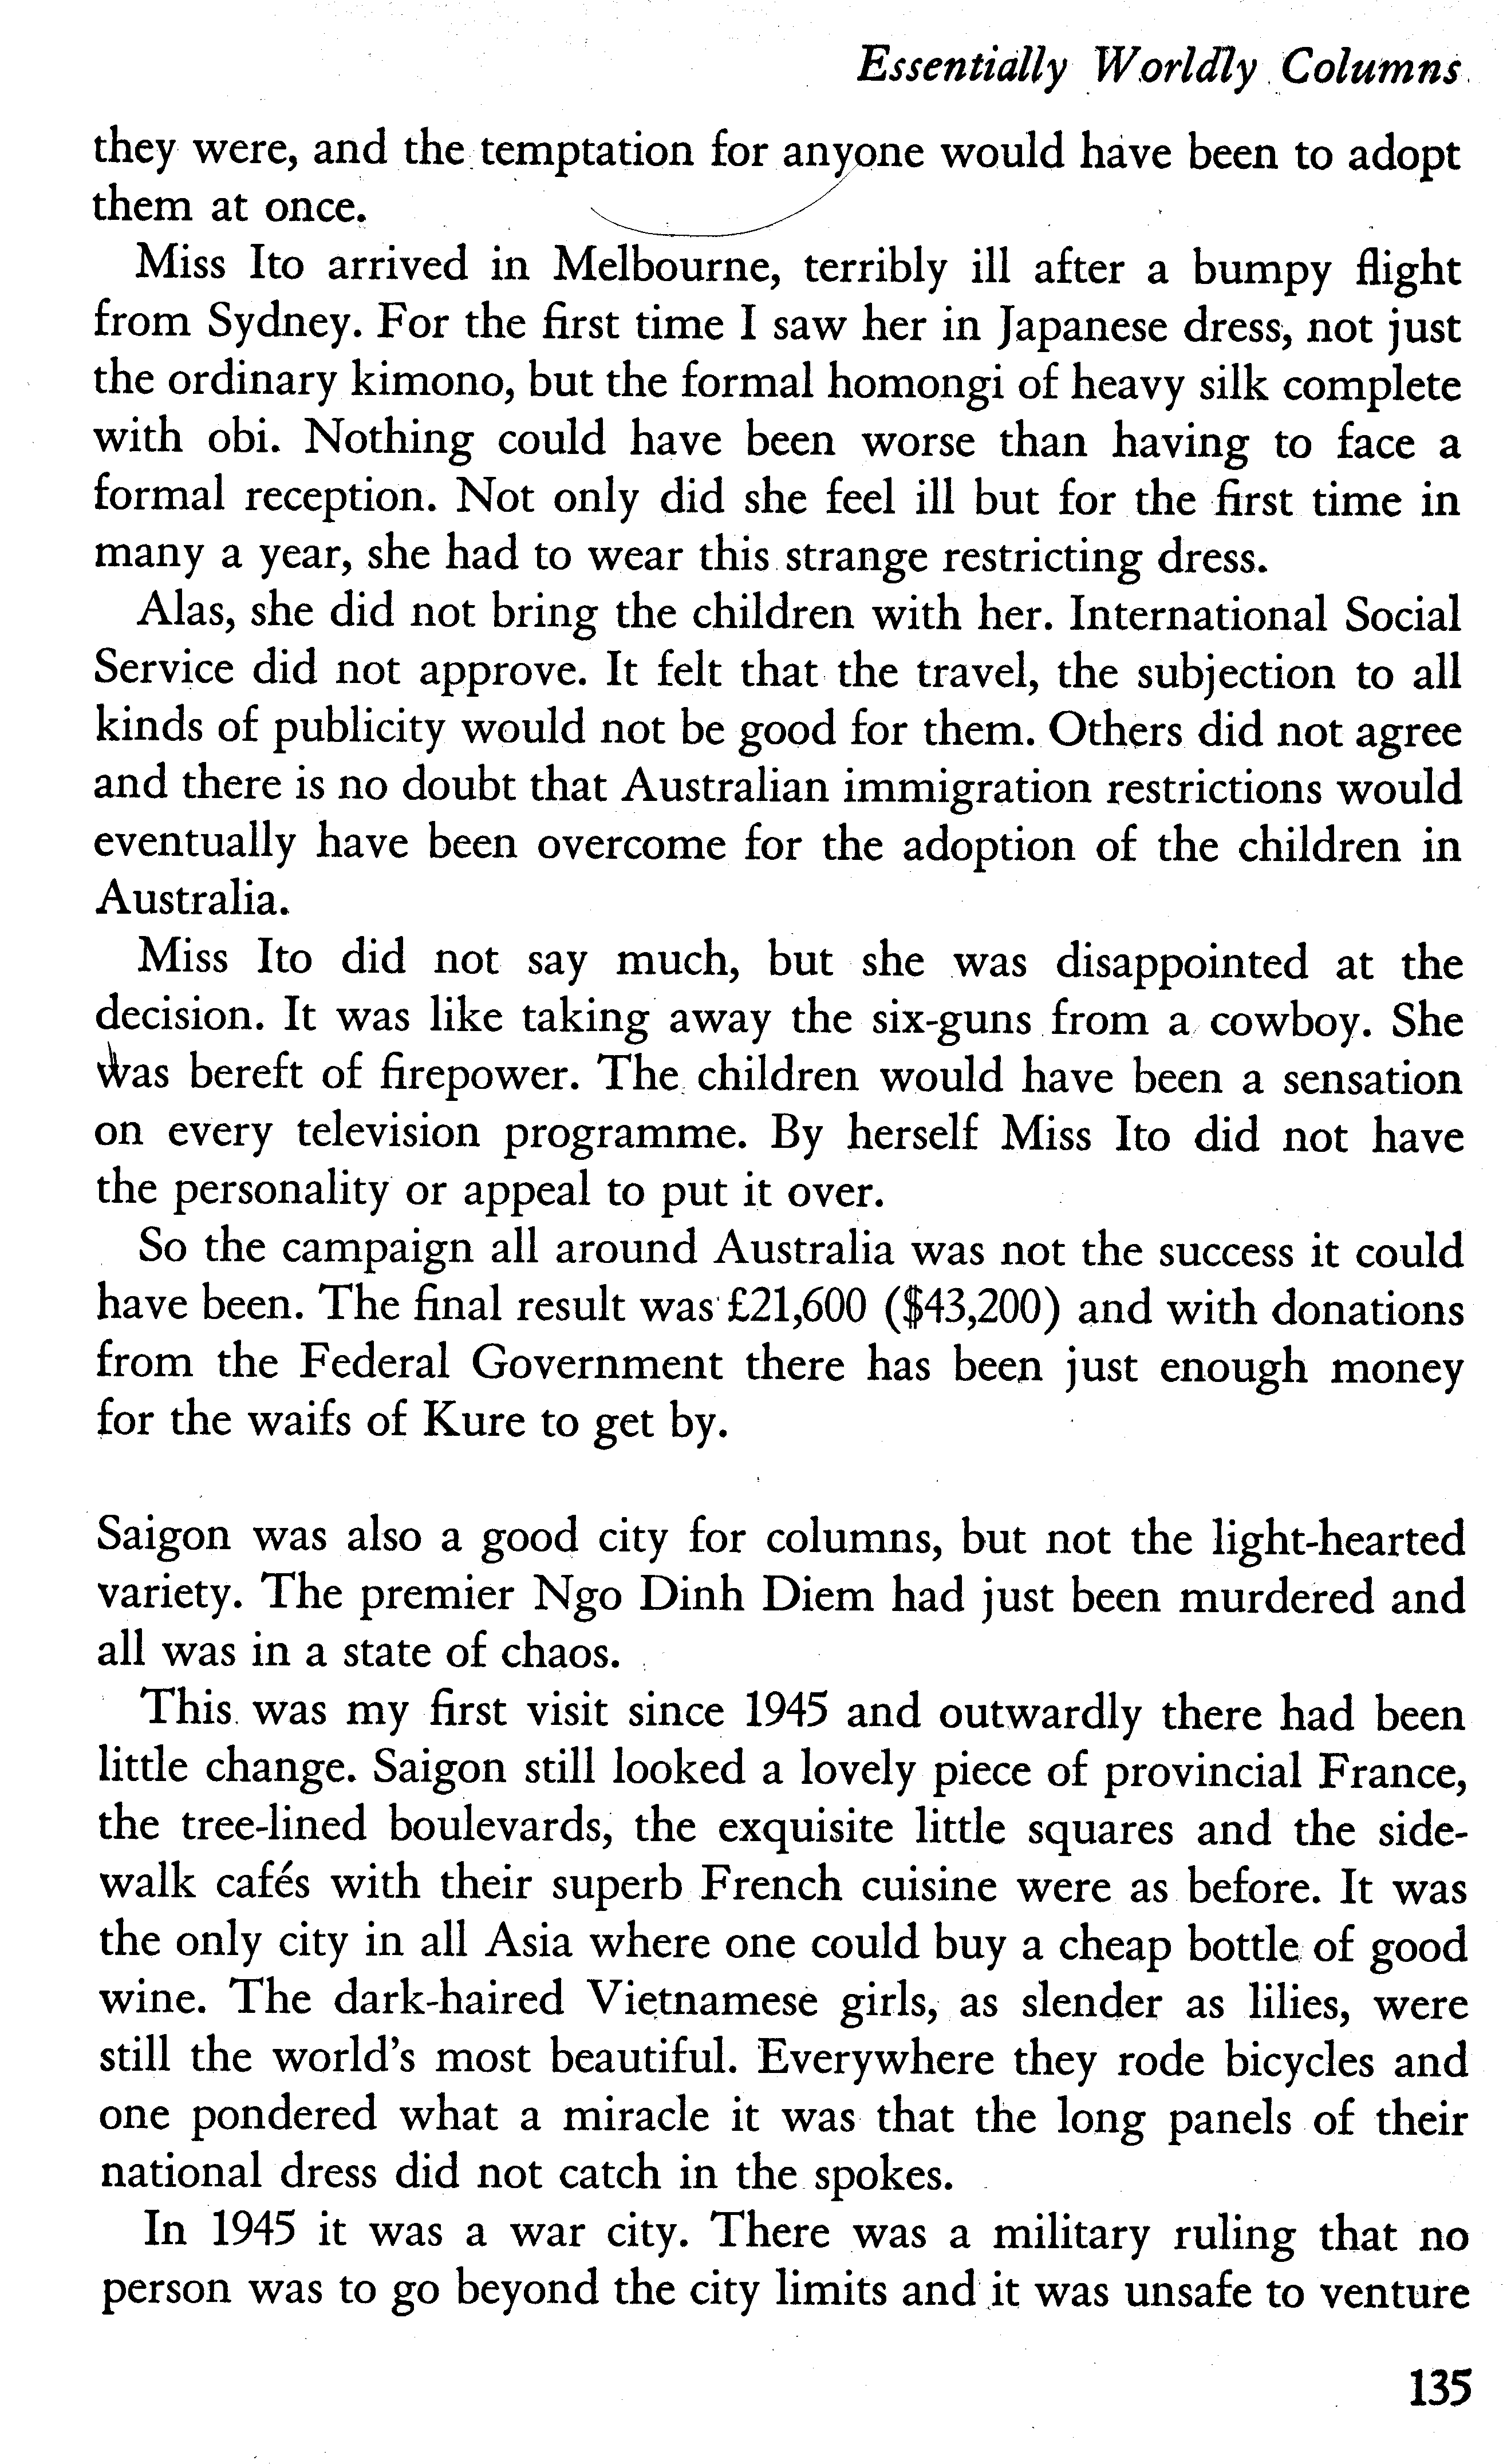 Essentially Worldly Columns
they were, and the temptation for anyone would have been to adopt
them at once.
Miss Ito arrived in Melbourne, terribly ill after a bumpy flight
from Sydney. For the first time I saw her in Japanese dress, not just
the ordinary kimono, but the formal homongi of heavy silk complete
with obi. Nothing could have been worse than having to face a
formal reception. Not only did she feel ill but for the first time in
many a year, she had to wear this strange restricting dress.
Alas, she did not bring the children with her. International Social
Service did not approve. It felt that the travel, the subjection to all
kinds of publicity would not be good for them. Others did not agree
and there is no doubt that Australian immigration restrictions would
eventually have been overcome for the adoption of the children in
Australia.
Miss Ito did not say much, but she was disappointed at the
decision. It was like taking away the six-guns from a cowboy. She
was bereft of firepower. The children would have been a sensation
on every television programme. By herself Miss Ito did not have
the personality or appeal to put it over.
So the campaign all around Australia was not the success it could
have been. The final result was £21,600 ($43,200) and with donations
from the Federal Government there has been just enough money
for the waifs of Kure to get by.
Saigon was also a good city for columns, but not the light-hearted
variety. The premier Ngo Dinh Diem had just been murdered and
all was in a state of chaos.
This was my first visit since 1945 and outwardly there had been
little change. Saigon still looked a lovely piece of provincial France,
the tree-lined boulevards, the exquisite little squares and the side-
walk cafés with their superb French cuisine were as before. It was
the only city in all Asia where one could buy a cheap bottle of good
wine. The dark-haired Vietnamese girls, as slender as lilies, were
still the world's most beautiful. Everywhere they rode bicycles and
one pondered what a miracle it was that the long panels of their
national dress did not catch in the spokes.
In 1945 it was a war city. There was a military ruling that no
person was to go beyond the city limits and it was unsafe to venture
135